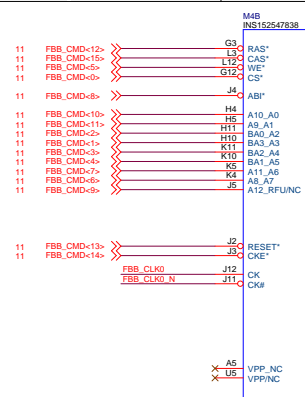 M4B
INS152547838
11 FBB_CMD<12> G3 RAS*
11 FBB_CMD<15> L3 CAS*
11 FBB_CMD<5> L12 WE*
11 FBB_CMD<0> G12 CS*
11 FBB_CMD<8> J4 ABI*
11 FBB_CMD<10> H4 A10_A0
11 FBB_CMD<11> H5 A9_A1
11 FBB_CMD<2> H11 BA0_A2
11 FBB_CMD<1> H10 BA3_A3
11 FBB_CMD<3> K11 BA2_A4
11 FBB_CMD<4> K10 BA1_A5
11 FBB_CMD<7> K5 A11_A6
11 FBB_CMD<6> K4 A8_A7
11 FBB_CMD<9> J5 A12_RFU/NC
11 FBB_CMD<13> J2 RESET*
11 FBB_CMD<14> J3 CKE*
FBB_CLK0 J12 CK
FBB_CLK0_N J11 CK#
A5 VPP_NC
U5 VPP/NC